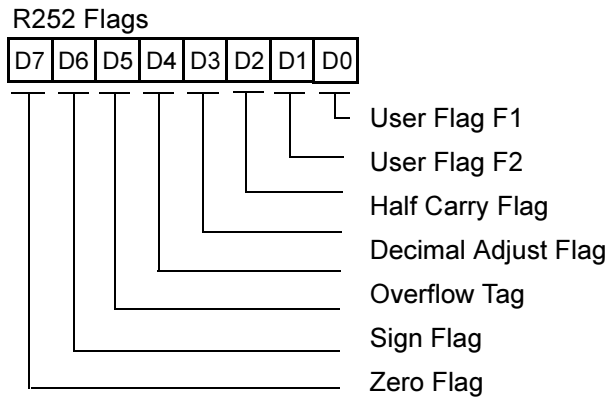 R252 Flags
D7 D6 D5 D4 D3 D2 D1 D0
User Flag F1
User Flag F2
Half Carry Flag
Decimal Adjust Flag
Overflow Tag
Sign Flag
Zero Flag